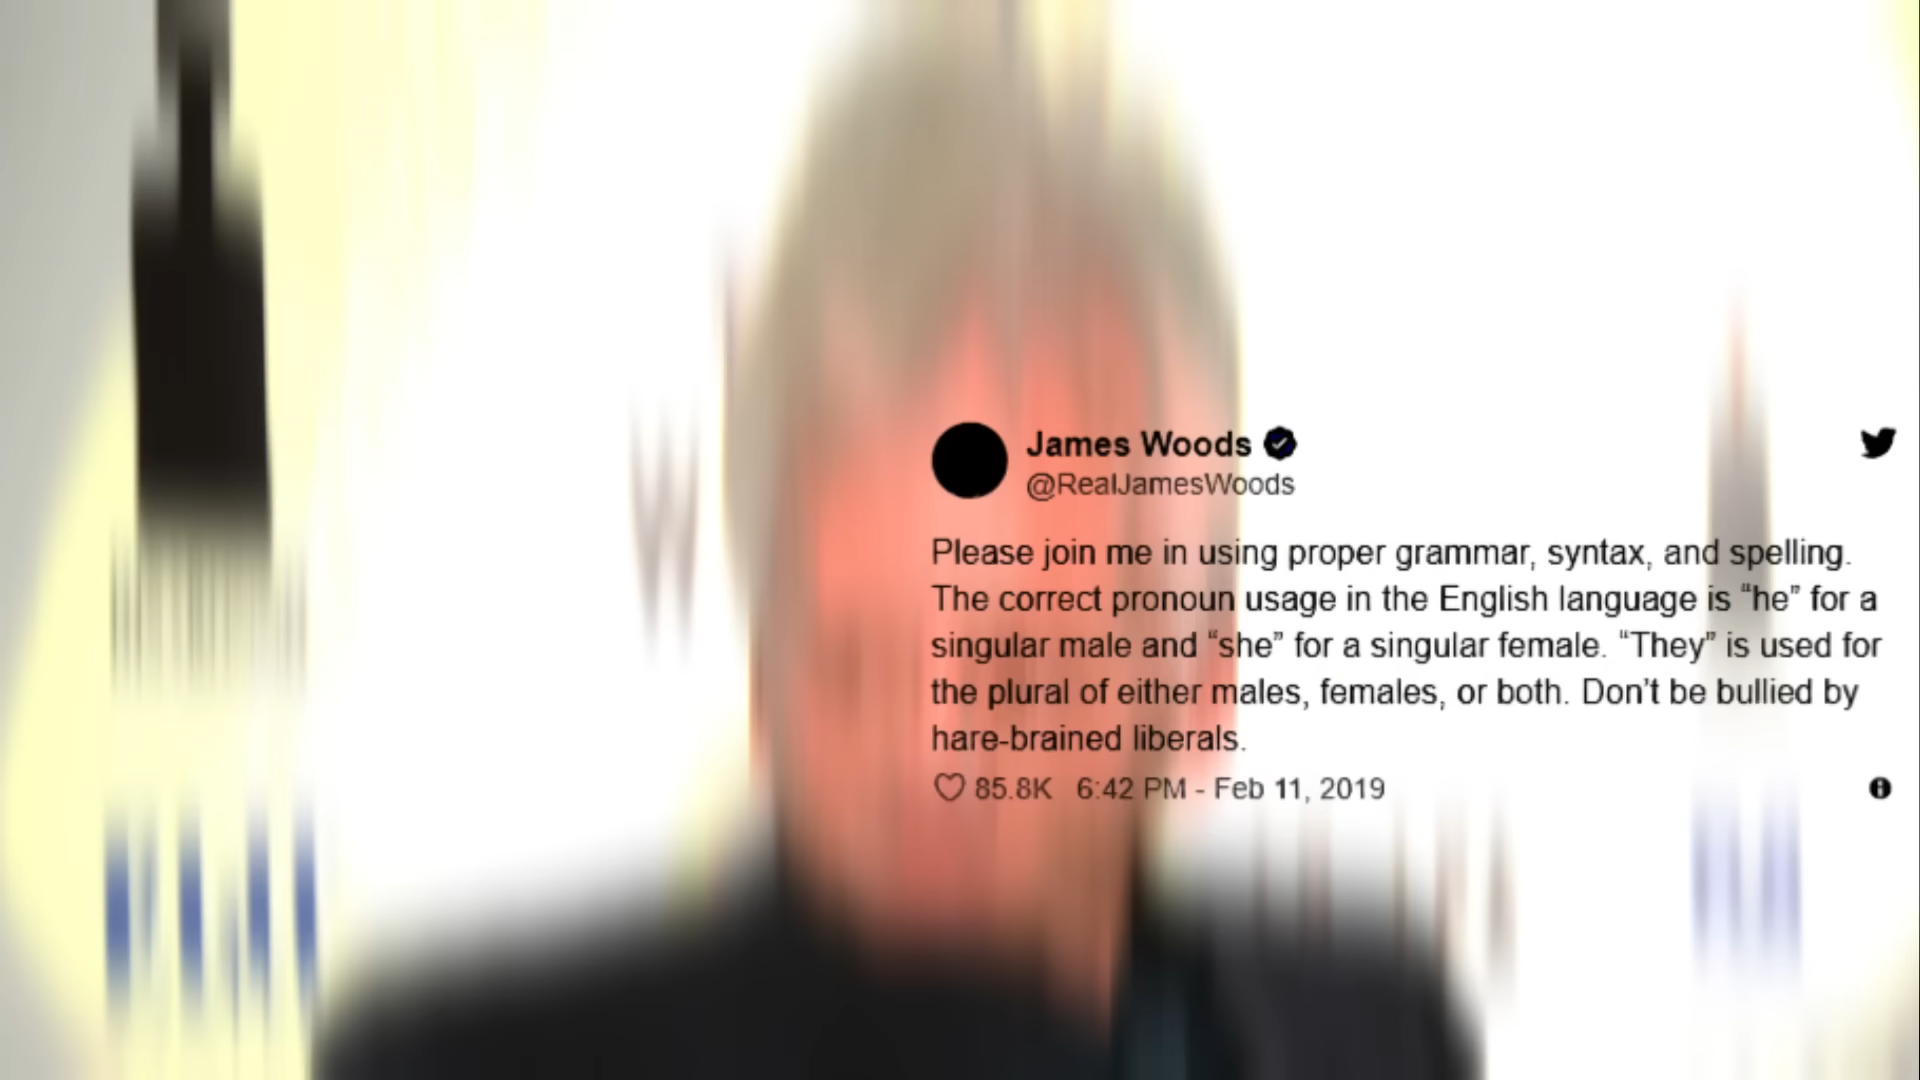 James Woods
@RealJamesWoods
Please join me in using proper grammar, syntax, and spelling.
The correct pronoun usage in the English language is “he” for a
singular male and “she” for a singular female. “They” is used for
the plural of either males, females, or both. Don’t be bullied by
hare-brained liberals.
85.8K 6:42 PM - Feb 11, 2019